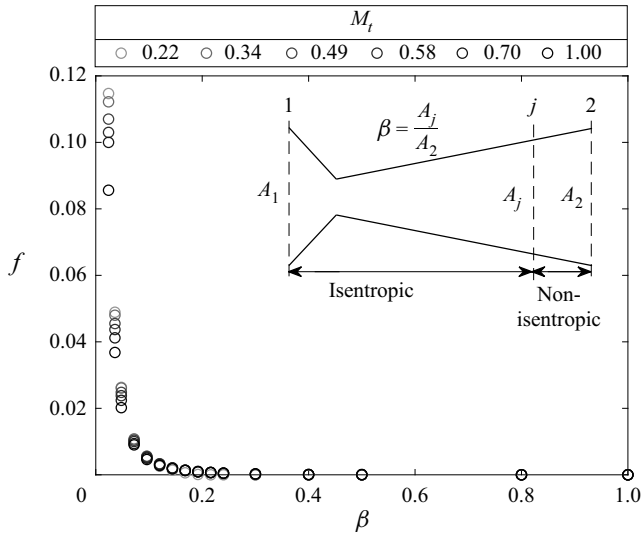 M_t
0.22 0.34 0.49 0.58 0.70 1.00
0.12
0.10
0.08
0.06
0.04
0.02
f
1
j
2
β = A_j / A_2
A_1
A_j
A_2
Isentropic
Non-
isentropic
0
0.2
0.4
0.6
0.8
1.0
β